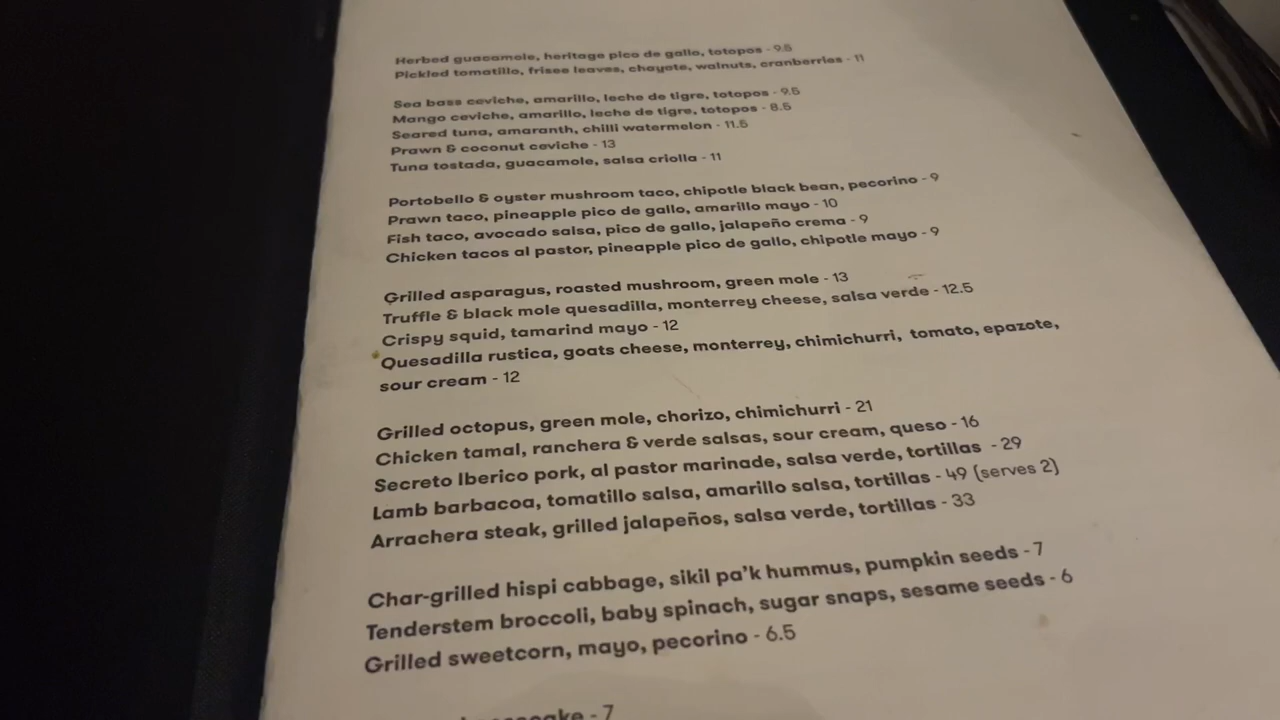 Herbed guacamole, heritage pico de gallo, totopos - 9.5
Pickled tomatillo, frisee leaves, chayote, walnuts, cranberries - 11
Sea bass ceviche, amarillo, leche de tigre, totopos - 9.5
Mango ceviche, amarillo, leche de tigre, totopos - 8.5
Seared tuna, amaranth, chilli watermelon - 11.5
Prawn & coconut ceviche - 13
Tuna tostada, guacamole, salsa criolla - 11
Portobello & oyster mushroom taco, chipotle black bean, pecorino - 9
Prawn taco, pineapple pico de gallo, amarillo mayo - 10
Fish taco, avocado salsa, pico de gallo, jalapeño crema - 9
Chicken tacos al pastor, pineapple pico de gallo, chipotle mayo - 9
Grilled asparagus, roasted mushroom, green mole - 13
Truffle & black mole quesadilla, monterrey cheese, salsa verde - 12.5
Crispy squid, tamarind mayo - 12
Quesadilla rustica, goats cheese, monterrey, chimichurri, tomato, epazote,
sour cream - 12
Grilled octopus, green mole, chorizo, chimichurri - 21
Chicken tamal, ranchera & verde salsas, sour cream, queso - 16
Secreto Iberico pork, al pastor marinade, salsa verde, tortillas - 29
Lamb barbacoa, tomatillo salsa, amarillo salsa, tortillas - 49 (serves 2)
Arrachera steak, grilled jalapeños, salsa verde, tortillas - 33
Char-grilled hispi cabbage, sikil pa'k hummus, pumpkin seeds - 7
Tenderstem broccoli, baby spinach, sugar snaps, sesame seeds - 6
Grilled sweetcorn, mayo, pecorino - 6.5
- 7